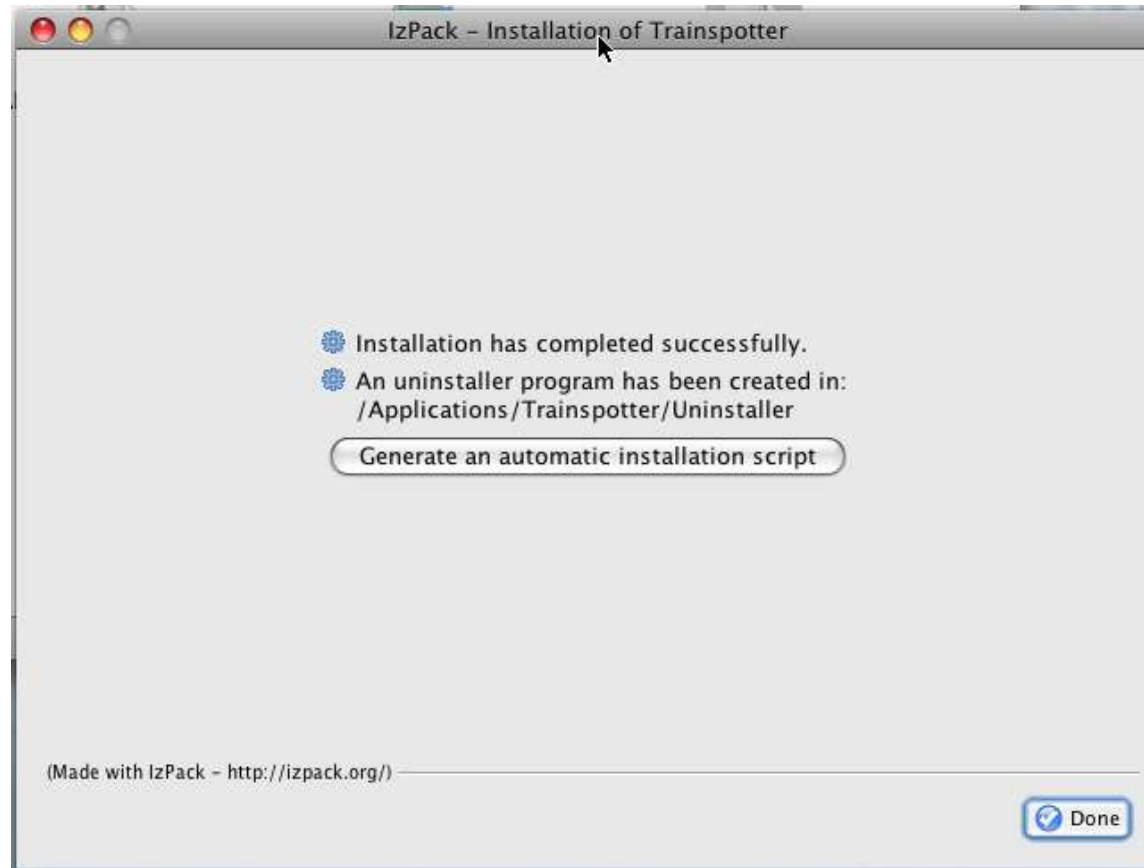 IzPack – Installation of Trainspotter
Installation has completed successfully.
An uninstaller program has been created in:
/Applications/Trainspotter/Uninstaller
Generate an automatic installation script
(Made with IzPack – http://izpack.org/)
Done